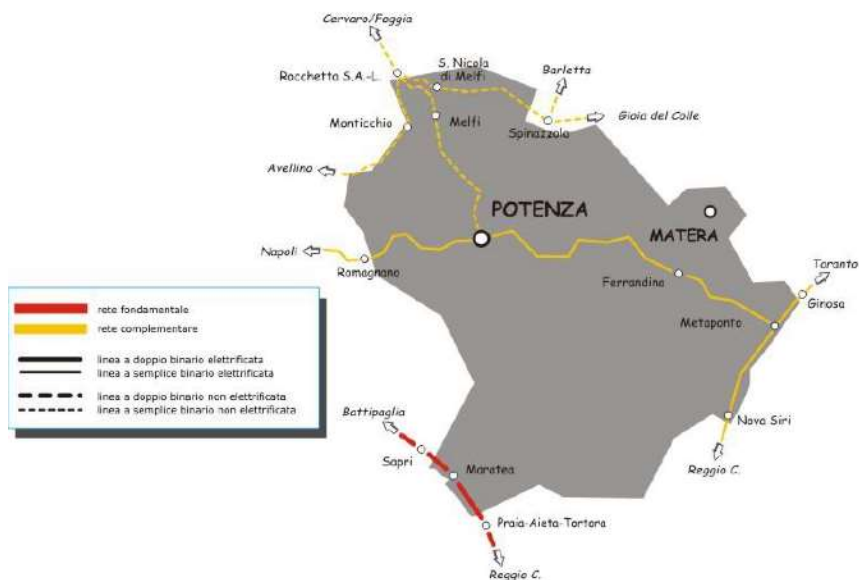 Cervaro/Foggia
Rocchetta S.A.-L.
S. Nicola
di Melfi
Barletta
Gioia del Colle
Monticchio
Melfi
Spinazzola
Avellino
POTENZA
MATERA
Napoli
Romagnano
Taranto
Ferrandina
Girosa
Metaponto
rete fondamentale
rete complementare
linea a doppio binario elettrificata
linea a semplice binario elettrificata
linea a doppio binario non elettrificata
linea a semplice binario non elettrificata
Battipaglia
Nova Siri
Sapri
Maratea
Reggio C.
Praia-Aieta-Tortora
Reggio C.